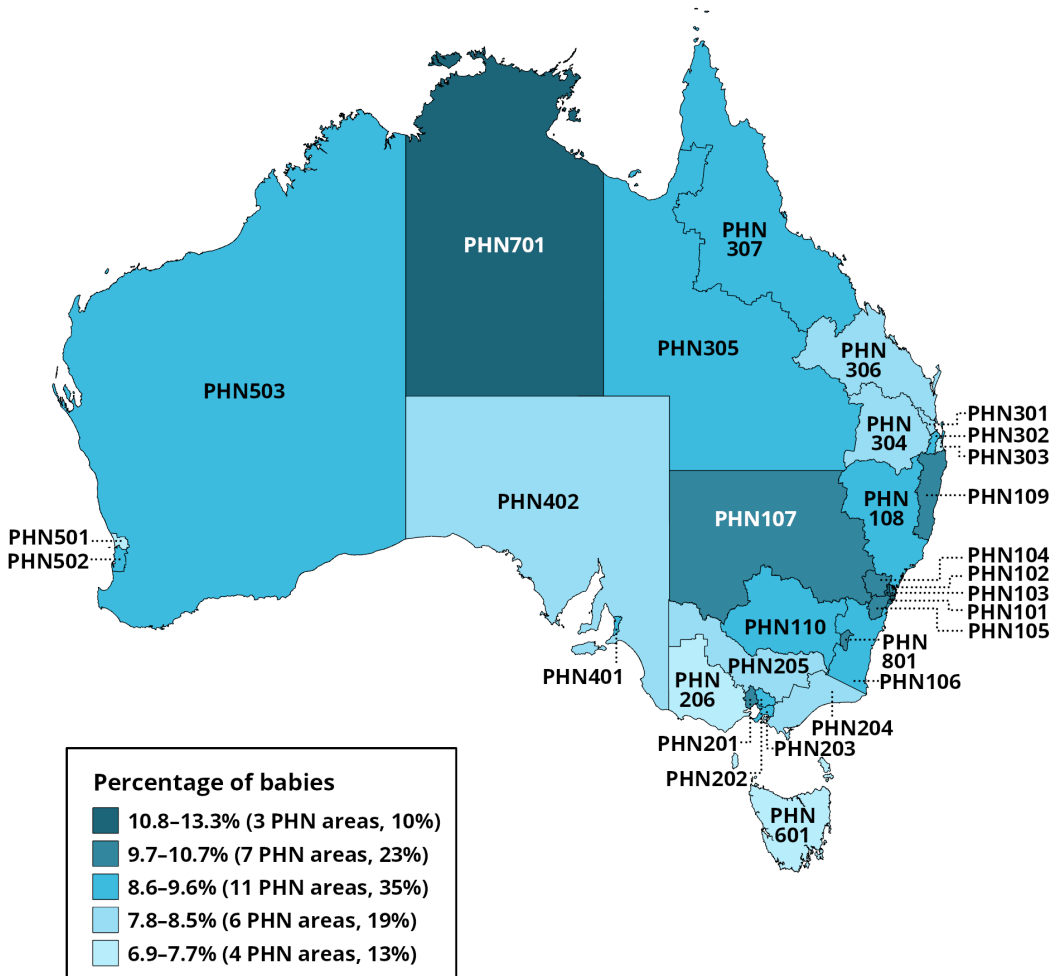 PHN701
PHN
307
PHN305
PHN503
PHN
306
PHN
304
PHN301
PHN302
PHN303
PHN402
PHN107
PHN
108
PHN109
PHN501
PHN502
PHN104
PHN102
PHN103
PHN101
PHN105
PHN110
PHN
801
PHN401
PHN205
PHN106
PHN
206
PHN204
PHN201
PHN203
PHN202
PHN
601
Percentage of babies
10.8–13.3% (3 PHN areas, 10%)
9.7–10.7% (7 PHN areas, 23%)
8.6–9.6% (11 PHN areas, 35%)
7.8–8.5% (6 PHN areas, 19%)
6.9–7.7% (4 PHN areas, 13%)